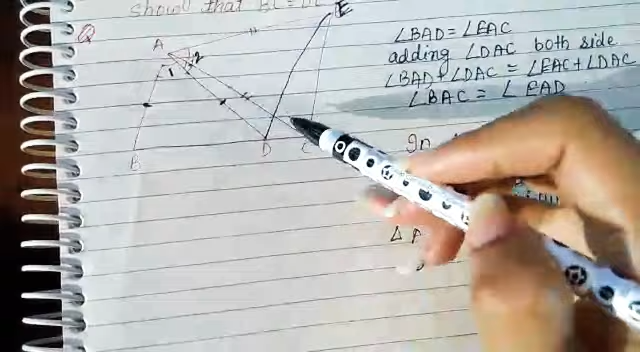 show that BC = DE
Q
A
E
1
2
B
D
C
∠BAD = ∠EAC
adding ∠DAC both side
∠BAD + ∠DAC = ∠EAC + ∠DAC
∠BAC = ∠EAD
In